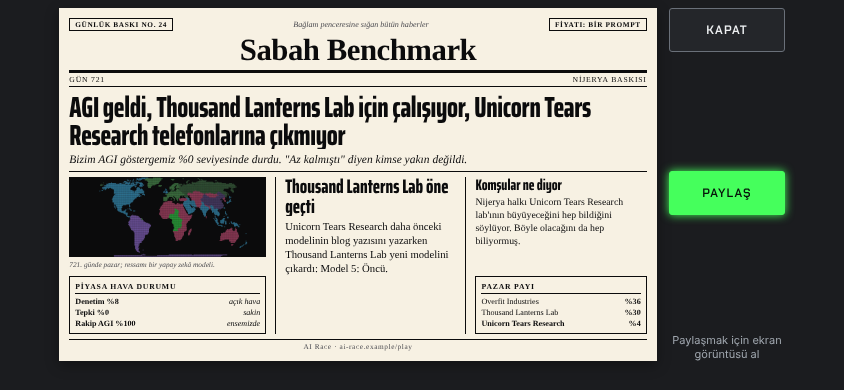 GÜNLÜK BASKI NO. 24
Bağlam penceresine sığan bütün haberler
FİYATI: BİR PROMPT
Sabah Benchmark
GÜN 721
NİJERYA BASKISI
AGI geldi, Thousand Lanterns Lab için çalışıyor, Unicorn Tears
Research telefonlarına çıkmıyor
Bizim AGI göstergemiz %0 seviyesinde durdu. "Az kalmıştı" diyen kimse yakın değildi.
721. günde pazar; ressamı bir yapay zekâ modeli.
PİYASA HAVA DURUMU
Denetim %8 açık hava
Tepki %0 sakin
Rakip AGI %100 ensemizde
Thousand Lanterns Lab öne
geçti
Unicorn Tears Research daha önceki
modelinin blog yazısını yazarken
Thousand Lanterns Lab yeni modelini
çıkardı: Model 5: Öncü.
Komşular ne diyor
Nijerya halkı Unicorn Tears Research
lab'ının büyüyeceğini hep bildiğini
söylüyor. Böyle olacağını da hep
biliyormuş.
PAZAR PAYI
Overfit Industries %36
Thousand Lanterns Lab %30
Unicorn Tears Research %4
AI Race · ai-race.example/play
KAPAT
PAYLAŞ
Paylaşmak için ekran
görüntüsü al